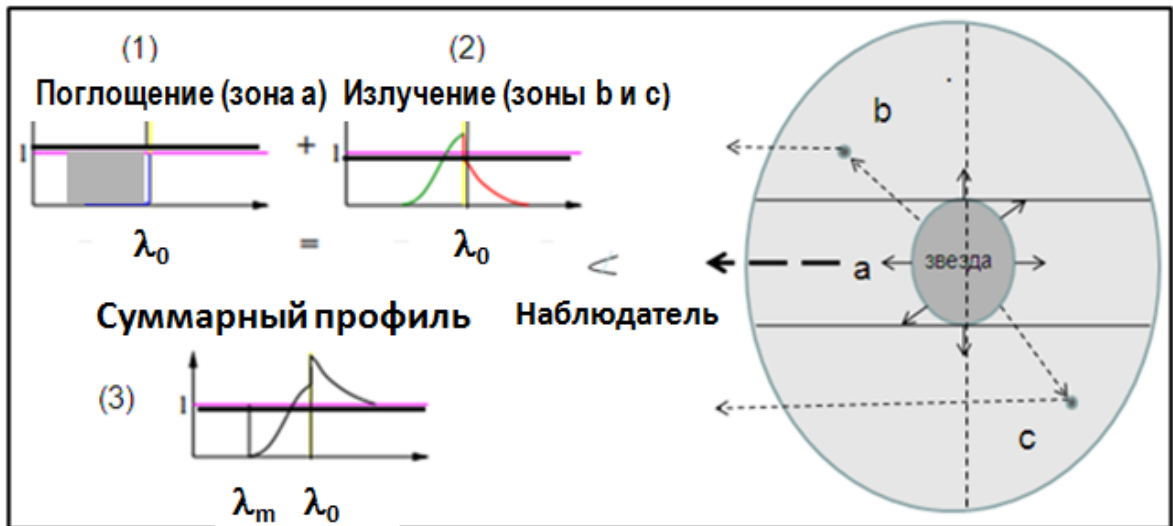 (1) (2)
Поглощение (зона а) Излучение (зоны b и c)
1 + 1
λ0 = λ0
Суммарный профиль Наблюдатель
(3) 1
λm λ0
b
a звезда
c